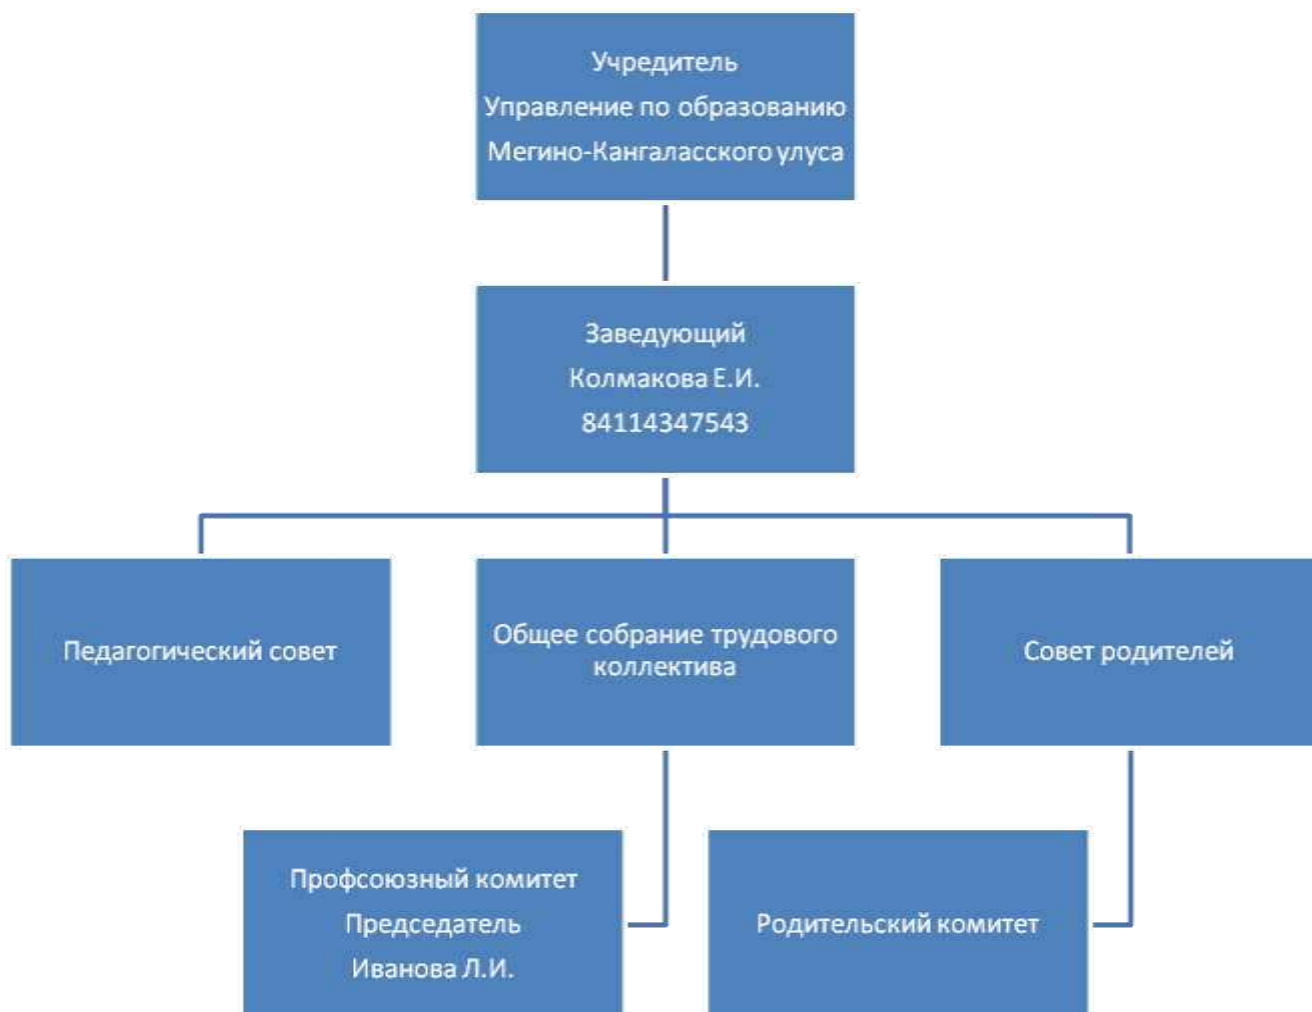 Учредитель
Управление по образованию
Мегино-Кангаласского улуса
Заведующий
Колмакова Е.И.
84114347543
Педагогический совет
Общее собрание трудового
коллектива
Совет родителей
Профсоюзный комитет
Председатель
Иванова Л.И.
Родительский комитет